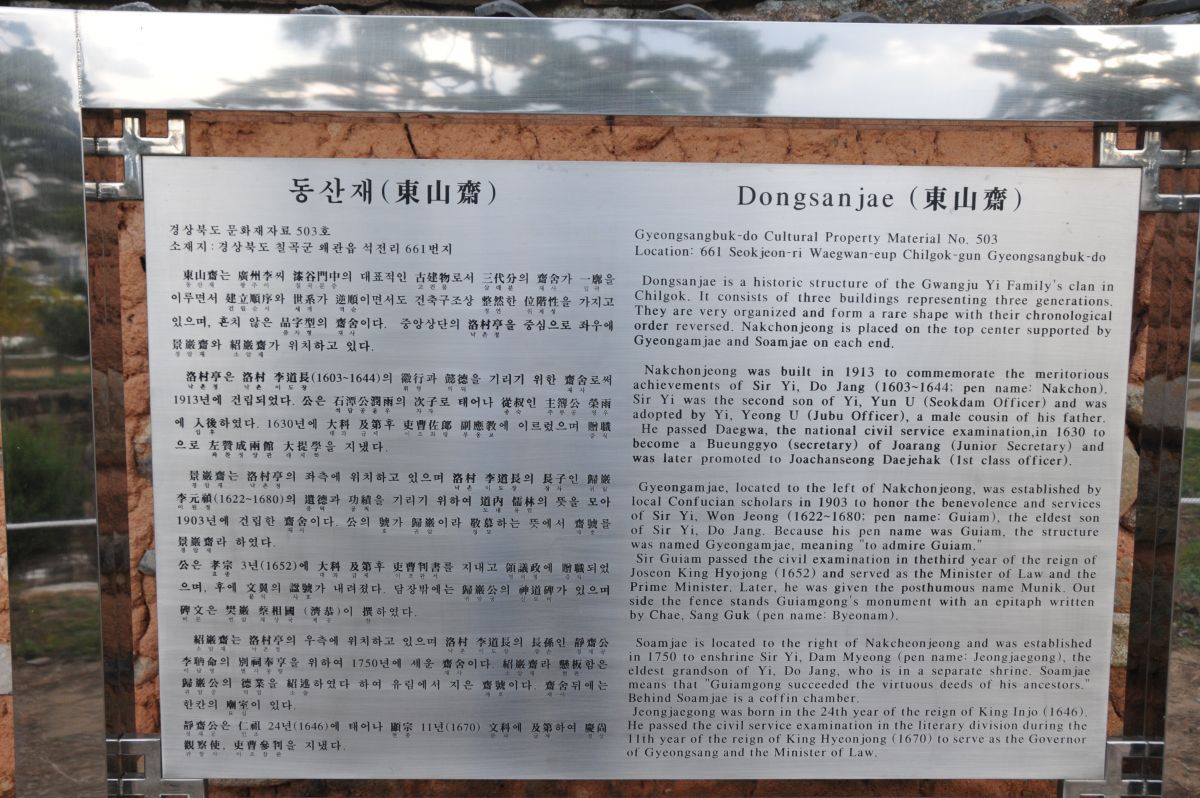 동산재(東山齋)
경상북도 문화재자료 503호
소재지: 경상북도 칠곡군 왜관읍 석전리 661번지
東山齋는 廣州李씨 漆谷門中의 대표적인 古建物로서 三代分의 齋舍가 一廓을
이루면서 建立順序와 世系가 逆順이면서도 건축구조상 整然한 位階性을 가지고
있으며, 흔치 않은 品字型의 齋舍이다. 중앙상단의 洛村亭을 중심으로 좌우에
景巖齋와 紹巖齋가 위치하고 있다.
洛村亭은 洛村 李道長(1603~1644)의 徽行과 懿德을 기리기 위한 齋舍로써
1913년에 건립되었다. 公은 石潭公潤雨의 次子로 태어나 從叔인 主簿公 榮雨
에 入後하였다. 1630년에 大科 及第후 吏曹佐郞 副應敎에 이르렀으며 贈職
으로 左贊成兩館 大提學을 지냈다.
景巖齋는 洛村亭의 좌측에 위치하고 있으며 洛村 李道長의 長子인 歸巖
李元禎(1622~1680)의 遺德과 功績을 기리기 위하여 道內 儒林의 뜻을 모아
1903년에 건립한 齋舍이다. 公의 號가 歸巖이라 敬慕하는 뜻에서 齋號를
景巖齋라 하였다.
公은 孝宗 3년(1652)에 大科 及第후 吏曹判書를 지내고 領議政에 贈職되었
으며, 후에 文翼의 諡號가 내려졌다. 담장밖에는 歸巖公의 神道碑가 있으며
碑文은 樊巖 蔡相國 (濟恭)이 撰하였다.
紹巖齋는 洛村亭의 우측에 위치하고 있으며 洛村 李道長의 長孫인 靜齋公
李聃命의 別祠奉享을 위하여 1750년에 세운 齋舍이다. 紹巖齋라 懸板함은
歸巖公의 德業을 紹述하였다 하여 유림에서 지은 齋號이다. 齋舍뒤에는
한칸의 廟室이 있다.
靜齋公은 仁祖 24년(1646)에 태어나 顯宗 11년(1670) 文科에 及第하여 慶尙
觀察使, 吏曹參判을 지냈다.
Dongsanjae (東山齋)
Gyeongsangbuk-do Cultural Property Material No. 503
Location: 661 Seokjeon-ri Waegwan-eup Chilgok-gun Gyeongsangbuk-do
Dongsanjae is a historic structure of the Gwangju Yi Family's clan in
Chilgok. It consists of three buildings representing three generations.
They are very organized and form a rare shape with their chronological
order reversed. Nakchonjeong is placed on the top center supported by
Gyeongamjae and Soamjae on each end.
Nakchonjeong was built in 1913 to commemorate the meritorious
achievements of Sir Yi, Do Jang (1603~1644; pen name: Nakchon).
Sir Yi was the second son of Yi, Yun U (Seokdam Officer) and was
adopted by Yi, Yeong U (Jubu Officer), a male cousin of his father.
He passed Daegwa, the national civil service examination,in 1630 to
become a Bueunggyo (secretary) of Joarang (Junior Secretary) and
was later promoted to Joachanseong Daejehak (1st class officer).
Gyeongamjae, located to the left of Nakchonjeong, was established by
local Confucian scholars in 1903 to honor the benevolence and services
of Sir Yi, Won Jeong (1622~1680; pen name: Guiam), the eldest son
of Sir Yi, Do Jang. Because his pen name was Guiam, the structure
was named Gyeongamjae, meaning "to admire Guiam."
Sir Guiam passed the civil examination in thethird year of the reign of
Joseon King Hyojong (1652) and served as the Minister of Law and the
Prime Minister. Later, he was given the posthumous name Munik. Out
side the fence stands Guiamgong's monument with an epitaph written
by Chae, Sang Guk (pen name: Byeonam).
Soamjae is located to the right of Nakcheonjeong and was established
in 1750 to enshrine Sir Yi, Dam Myeong (pen name: Jeongjaegong), the
eldest grandson of Yi, Do Jang, who is in a separate shrine. Soamjae
means that "Guiamgong succeeded the virtuous deeds of his ancestors."
Behind Soamjae is a coffin chamber.
Jeongjaegong was born in the 24th year of the reign of King Injo (1646).
He passed the civil service examination in the literary division during the
11th year of the reign of King Hyeonjong (1670) to serve as the Governor
of Gyeongsang and the Minister of Law.